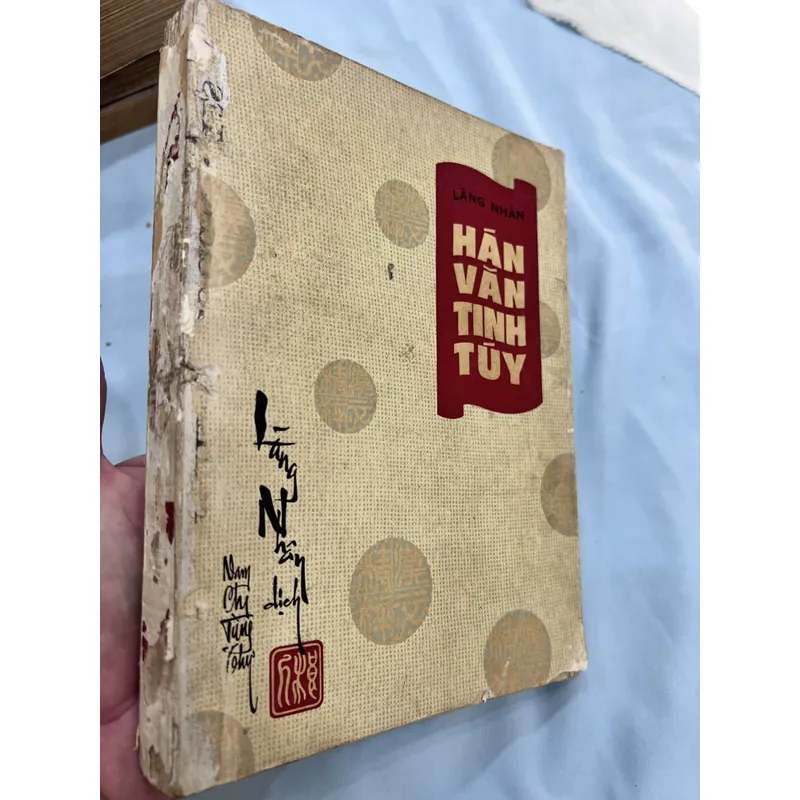 LÃNG NHÂN
HÁN
VĂN
TINH
TÚY
Lãng Nhân dịch
Nam Chi Tùng Thư